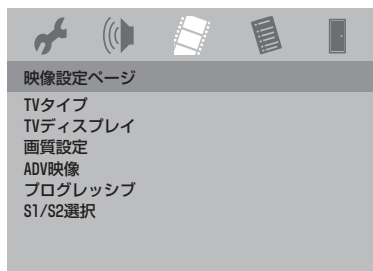 映像設定ページ
TVタイプ
TVディスプレイ
画質設定
ADV映像
プログレッシブ
S1/S2選択